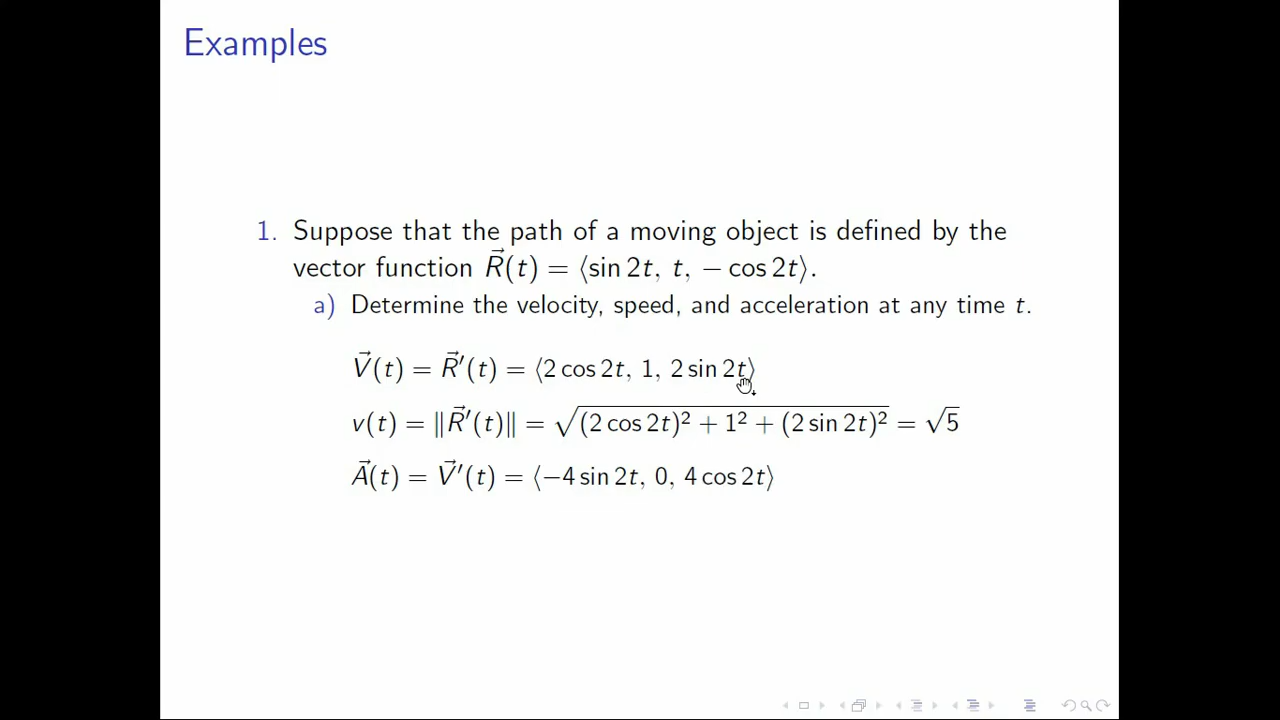 Examples
1. Suppose that the path of a moving object is defined by the
vector function R⃗(t) = ⟨sin 2t, t, − cos 2t⟩.
a) Determine the velocity, speed, and acceleration at any time t.
V⃗(t) = R⃗′(t) = ⟨2 cos 2t, 1, 2 sin 2t⟩
v(t) = ‖R⃗′(t)‖ = √((2 cos 2t)² + 1² + (2 sin 2t)²) = √5
A⃗(t) = V⃗′(t) = ⟨−4 sin 2t, 0, 4 cos 2t⟩